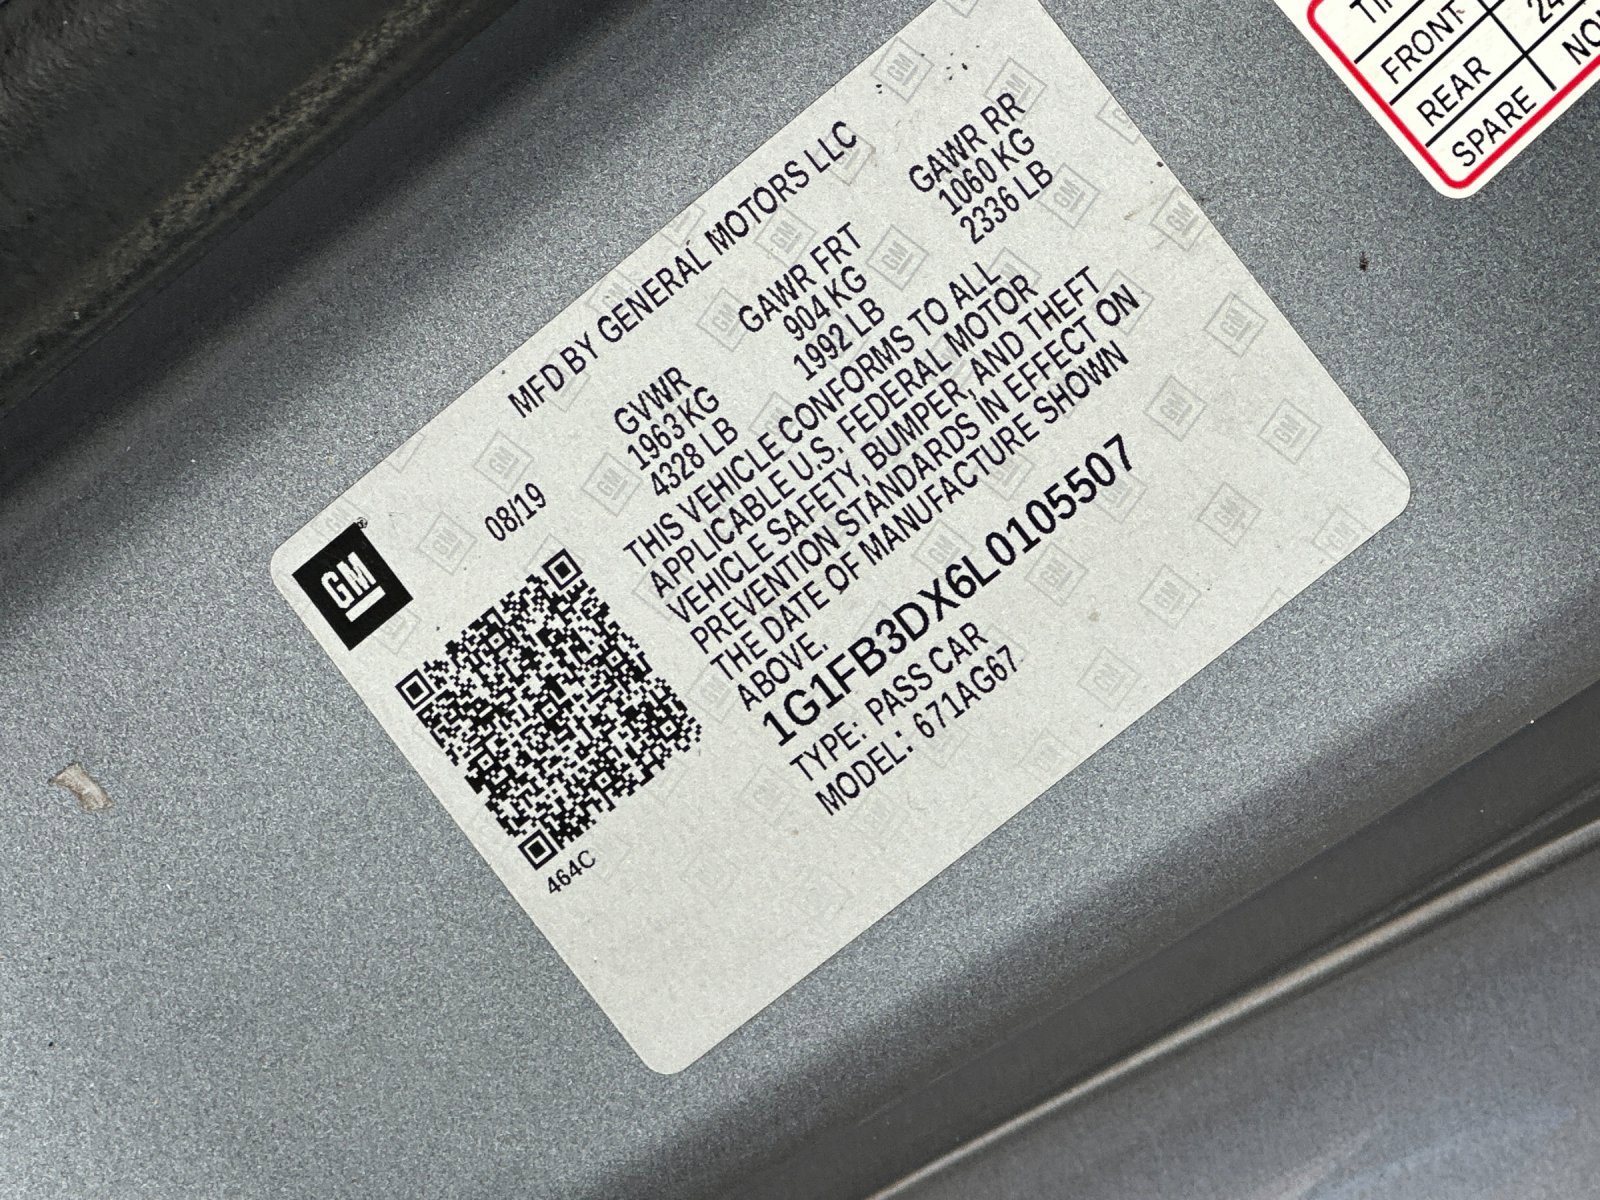 MFD BY GENERAL MOTORS LLC
08/19
GVWR GAWR FRT GAWR RR
1963 KG 904 KG 1060 KG
4328 LB 1992 LB 2336 LB
THIS VEHICLE CONFORMS TO ALL
APPLICABLE U.S. FEDERAL MOTOR
VEHICLE SAFETY, BUMPER, AND THEFT
PREVENTION STANDARDS IN EFFECT ON
THE DATE OF MANUFACTURE SHOWN
ABOVE.
1G1FB3DX6L0105507
TYPE: PASS CAR
MODEL: 671AG67
GM
464C
FRONT
REAR
SPARE